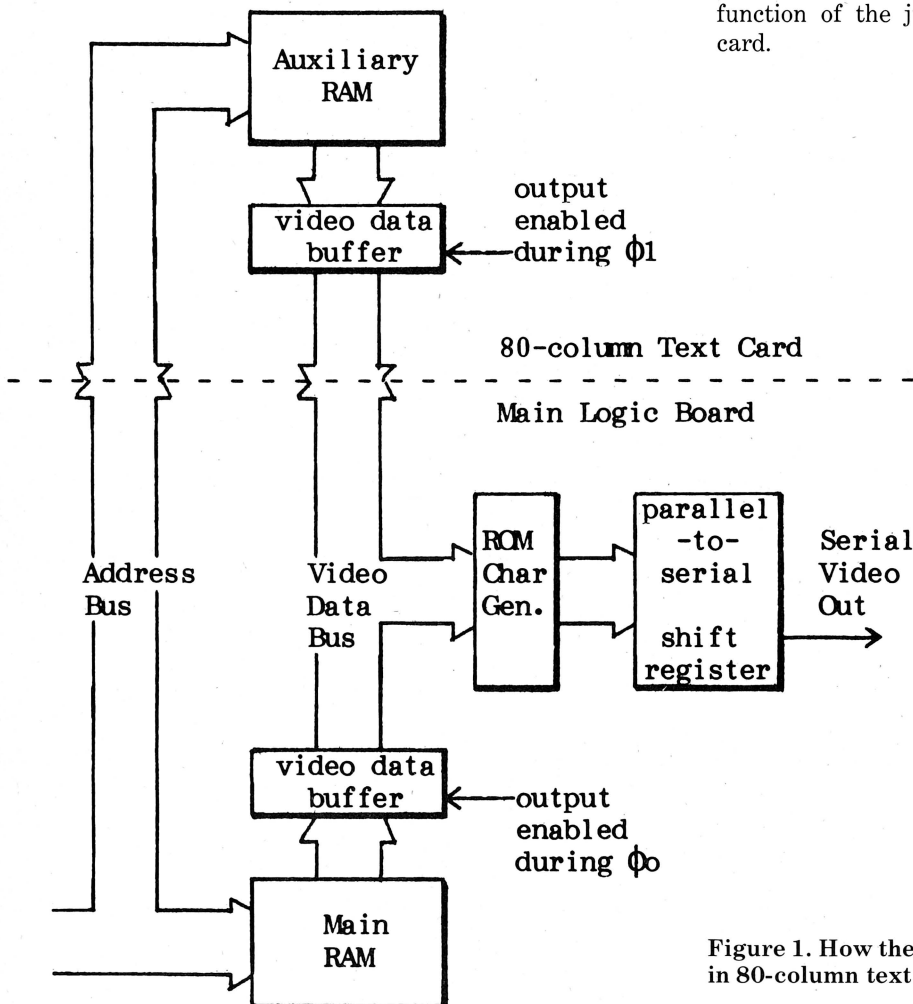 function of the j
card.
Auxiliary
RAM
video data
buffer
output
enabled
during ϕ1
80-column Text Card
Main Logic Board
Address
Bus
Video
Data
Bus
ROM
Char
Gen.
parallel
-to-
serial
shift
register
Serial
Video
Out
video data
buffer
output
enabled
during ϕo
Main
RAM
Figure 1. How the
in 80-column text